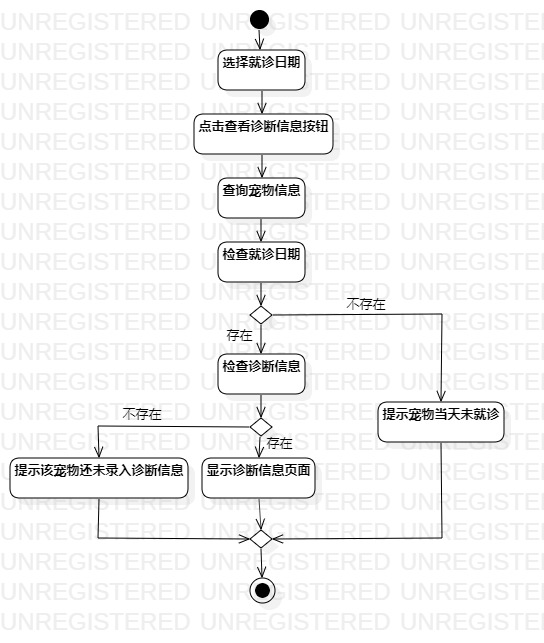 选择就诊日期
点击查看诊断信息按钮
查询宠物信息
检查就诊日期
不存在
存在
检查诊断信息
提示宠物当天未就诊
不存在
存在
提示该宠物还未录入诊断信息
显示诊断信息页面
UNREGISTERED